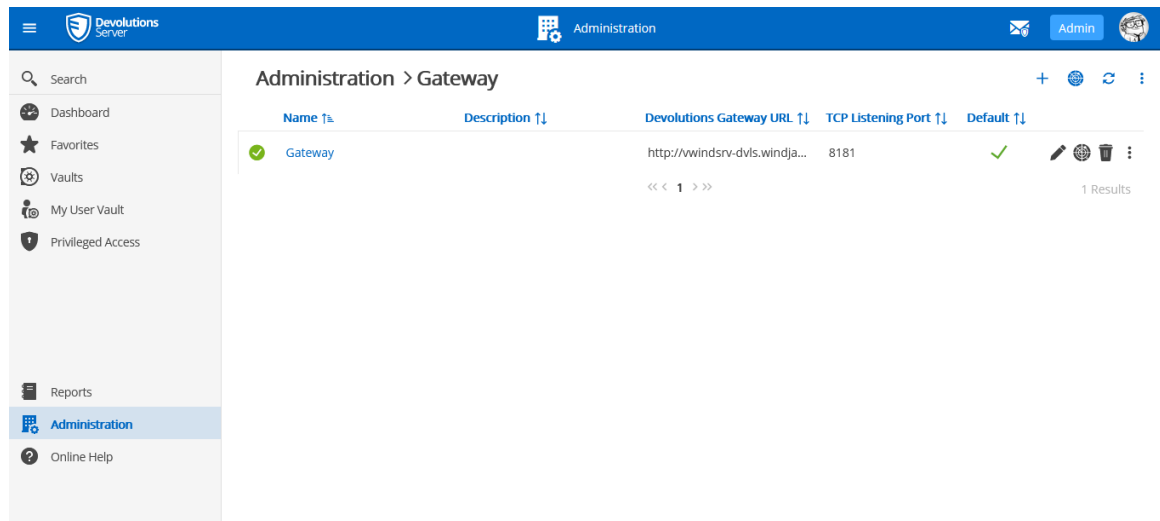 Devolutions
Server
Administration
Admin
Search
Dashboard
Favorites
Vaults
My User Vault
Privileged Access
Reports
Administration
Online Help
Administration > Gateway
Name Description Devolutions Gateway URL TCP Listening Port Default
Gateway http://vwindsrv-dvls.windja... 8181
<< < 1 > >>
1 Results